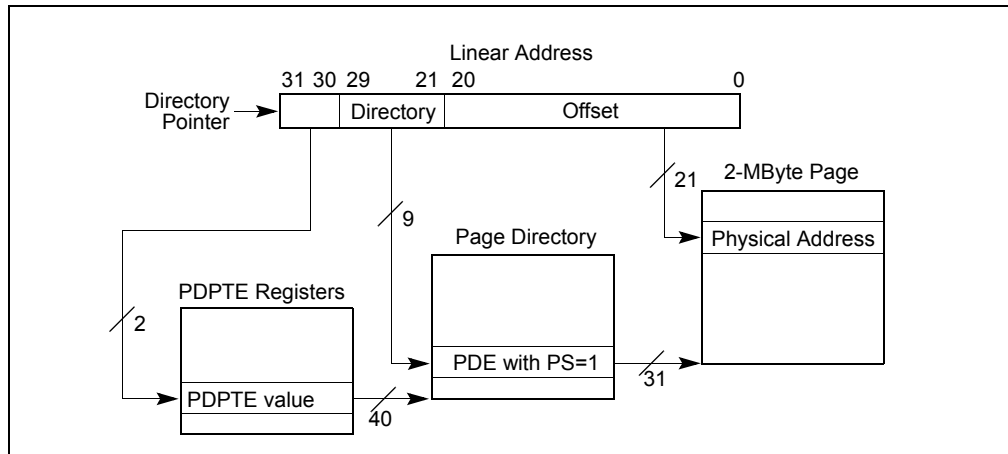 Linear Address
31 30 29 21 20 0
Directory
Pointer
Directory
Offset
21
2-MByte Page
9
Page Directory
Physical Address
PDPTE Registers
2
PDE with PS=1
31
PDPTE value
40